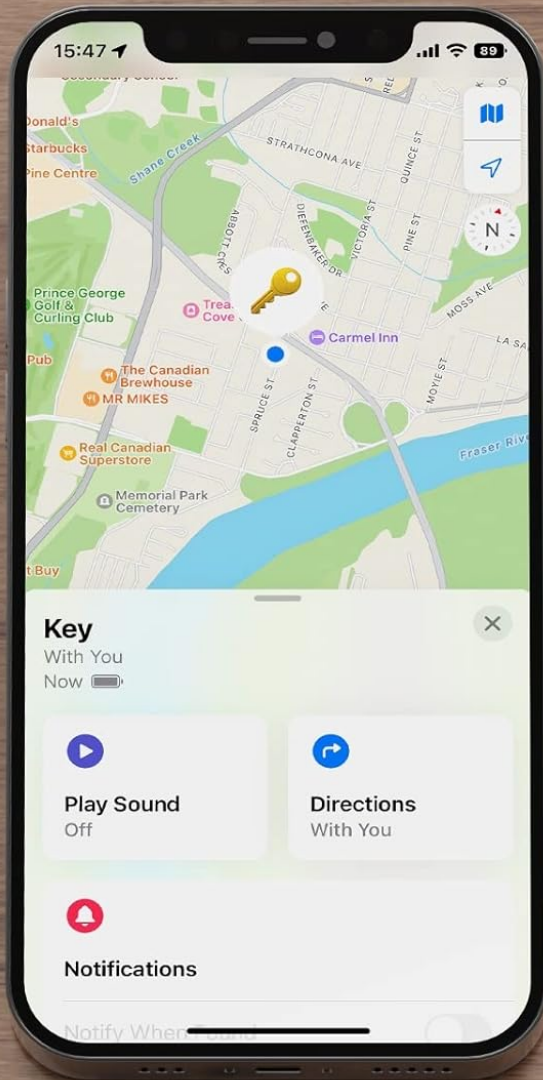 15:47
89
Secondary School
Donald's
Starbucks
Pine Centre
Shane Creek
STRATHCONA AVE
QUINCE ST
ABBOTT CRES
DIEFENBAKER DR
VICTORIA ST
PINE ST
N
MOSS AVE
Prince George
Golf &
Curling Club
Trea
Cove
Carmel Inn
LA SA
Pub
The Canadian
Brewhouse
MR MIKES
SPRUCE ST
CLAPPERTON ST
MOYIE ST
Real Canadian
Superstore
Fraser Rive
Memorial Park
Cemetery
t Buy
Key
With You
Now
Play Sound
Off
Directions
With You
Notifications
Notify When Found